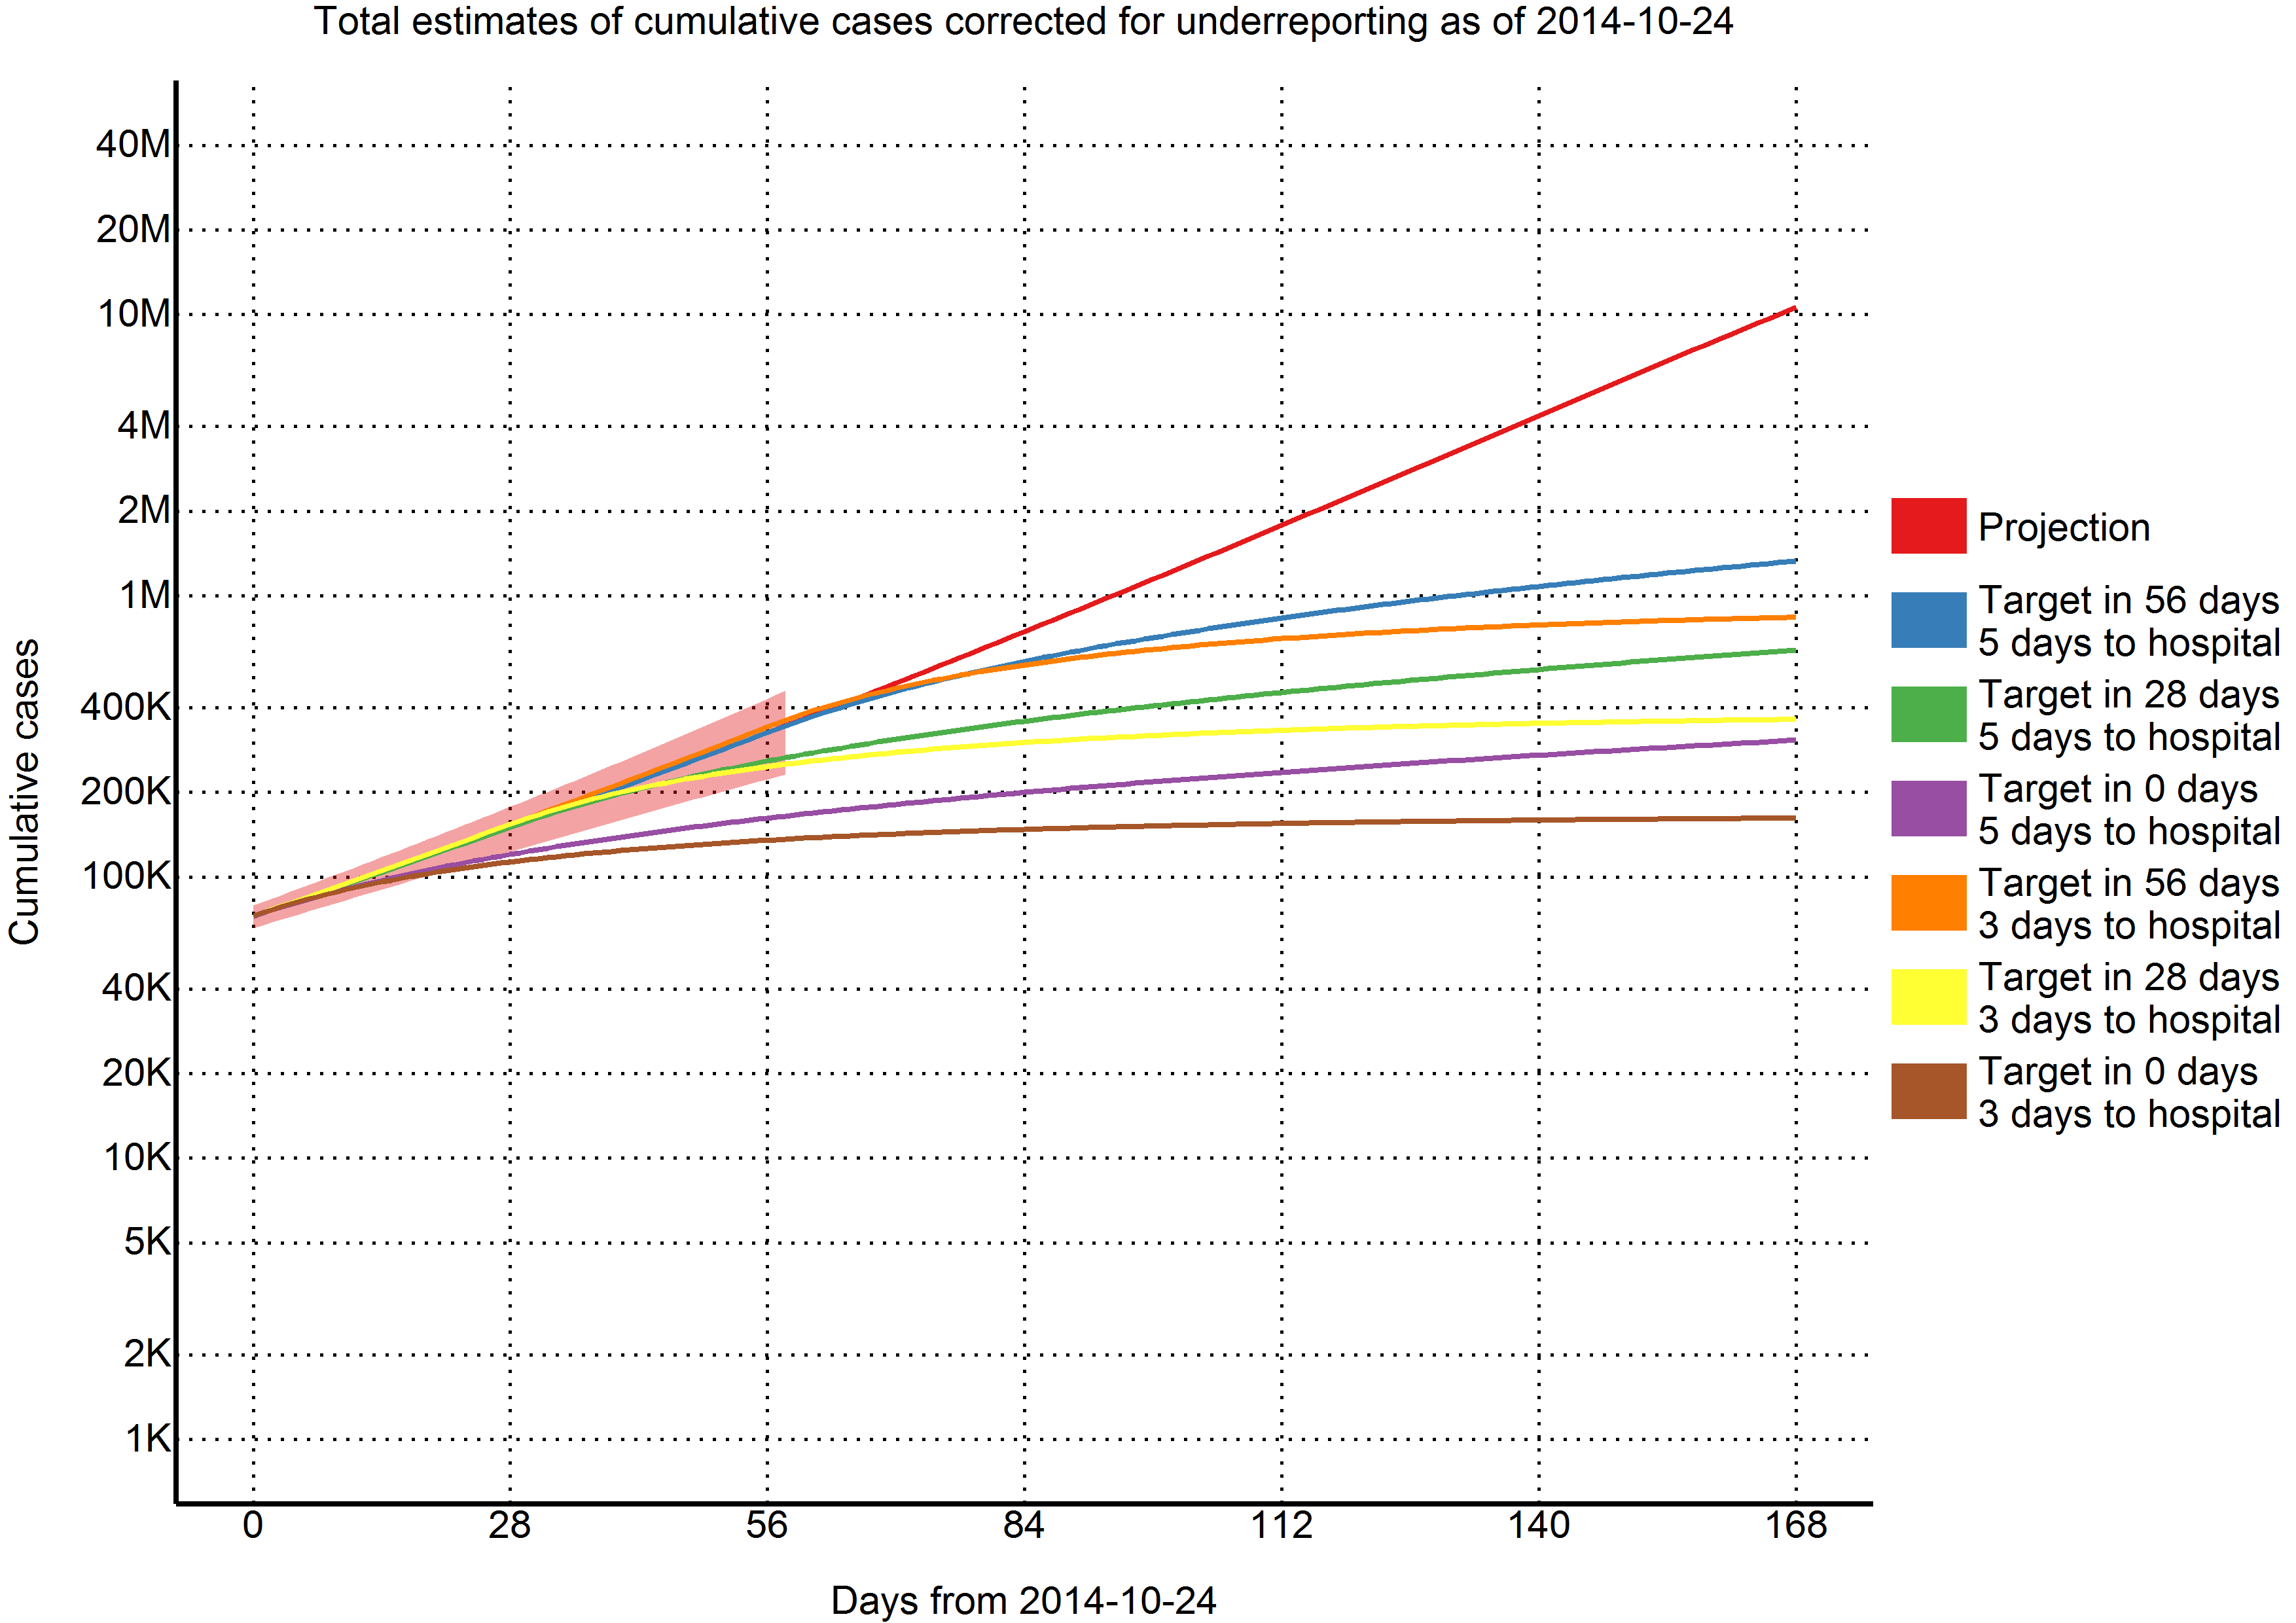 Total estimates of cumulative cases corrected for underreporting as of 2014-10-24
Cumulative cases
40M
20M
10M
4M
2M
1M
400K
200K
100K
40K
20K
10K
5K
2K
1K
0
28
56
84
112
140
168
Days from 2014-10-24
Projection
Target in 56 days
5 days to hospital
Target in 28 days
5 days to hospital
Target in 0 days
5 days to hospital
Target in 56 days
3 days to hospital
Target in 28 days
3 days to hospital
Target in 0 days
3 days to hospital